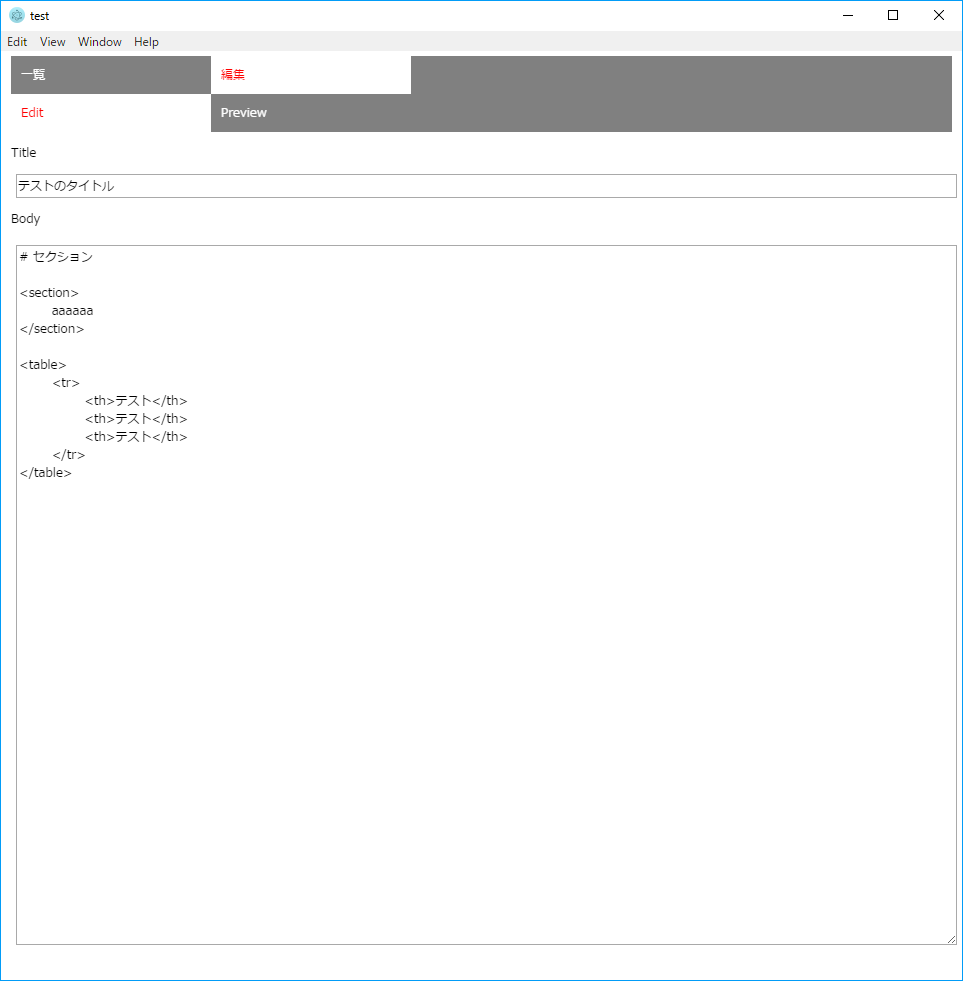 test
Edit View Window Help
一覧 編集
Edit Preview
Title
テストのタイトル
Body
# セクション
<section>
aaaaaa
</section>
<table>
<tr>
<th>テスト</th>
<th>テスト</th>
<th>テスト</th>
</tr>
</table>